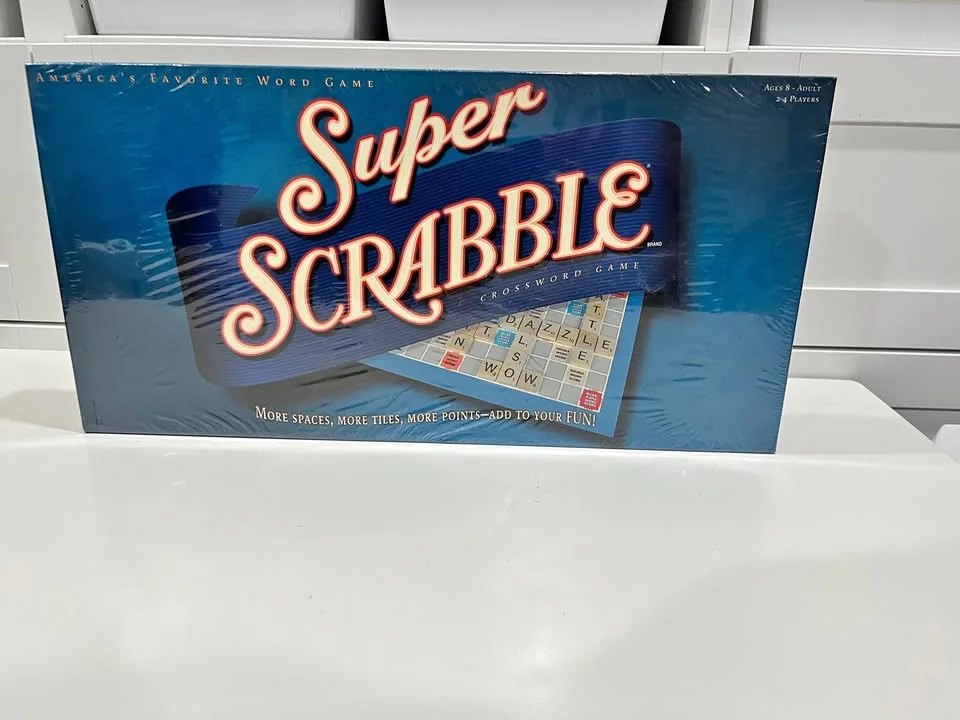 AMERICA'S FAVORITE WORD GAME
AGES 8 - ADULT
2-4 PLAYERS
Super
SCRABBLE
BRAND
CROSSWORD GAME
DAZZLE
WOW
MORE SPACES, MORE TILES, MORE POINTS—ADD TO YOUR FUN!